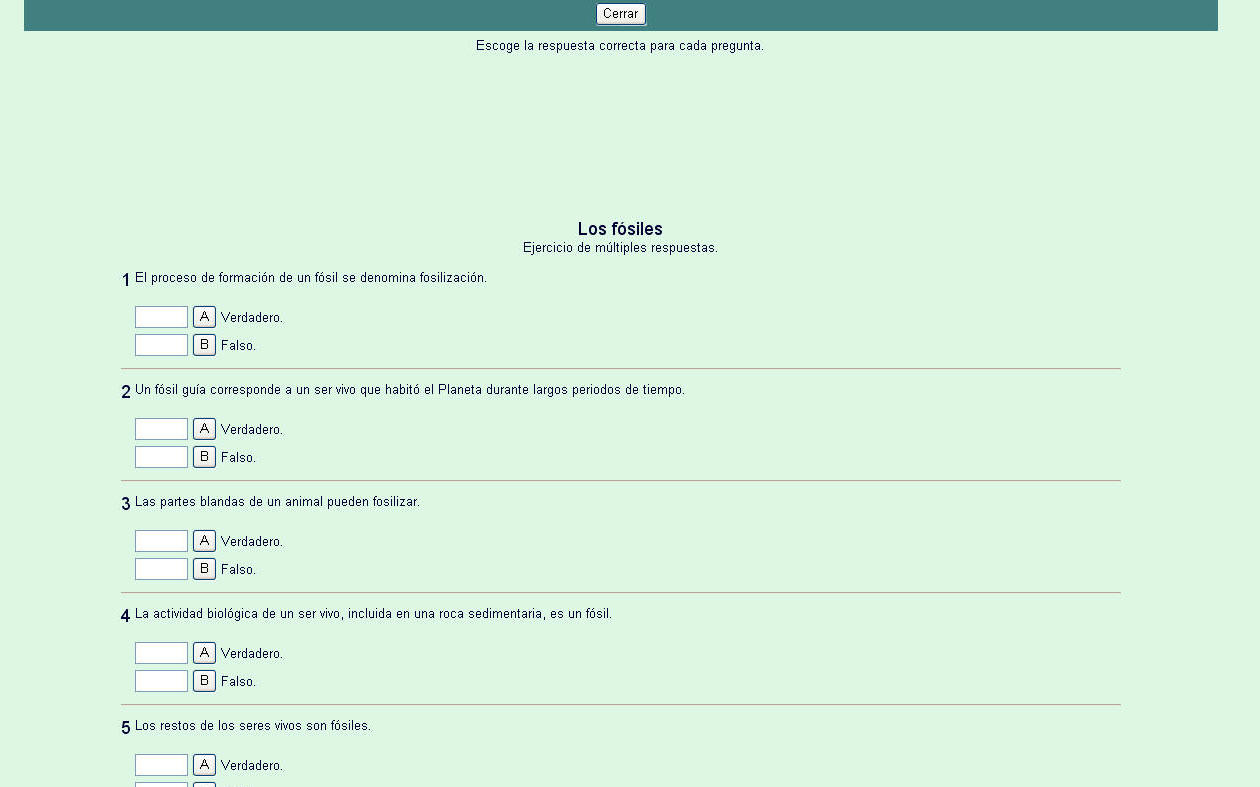 Cerrar
Escoge la respuesta correcta para cada pregunta.
Los fósiles
Ejercicio de múltiples respuestas.
1 El proceso de formación de un fósil se denomina fosilización.
A Verdadero.
B Falso.
2 Un fósil guía corresponde a un ser vivo que habitó el Planeta durante largos periodos de tiempo.
A Verdadero.
B Falso.
3 Las partes blandas de un animal pueden fosilizar.
A Verdadero.
B Falso.
4 La actividad biológica de un ser vivo, incluida en una roca sedimentaria, es un fósil.
A Verdadero.
B Falso.
5 Los restos de los seres vivos son fósiles.
A Verdadero.